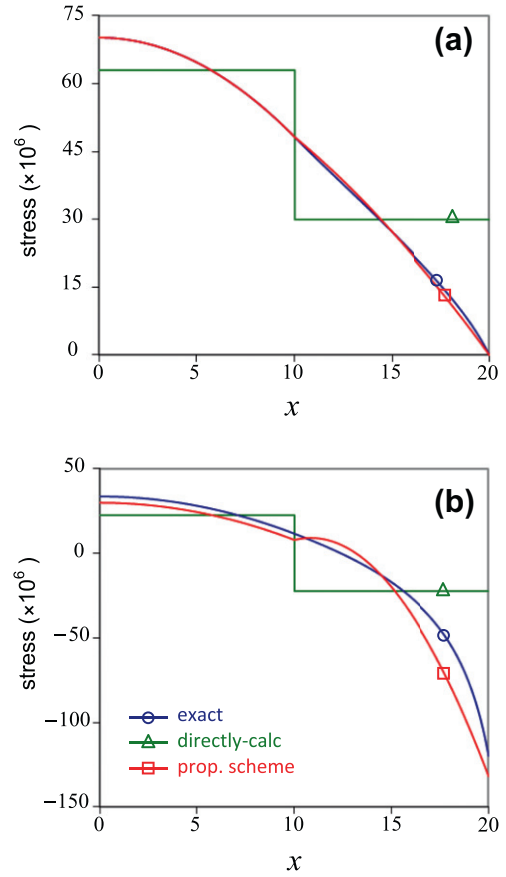 75
(a)
60
45
30
15
0
stress (×10⁶ )
0 5 10 15 20
x
50
(b)
0
−50
−100
−150
stress (×10⁶ )
exact
directly-calc
prop. scheme
0 5 10 15 20
x